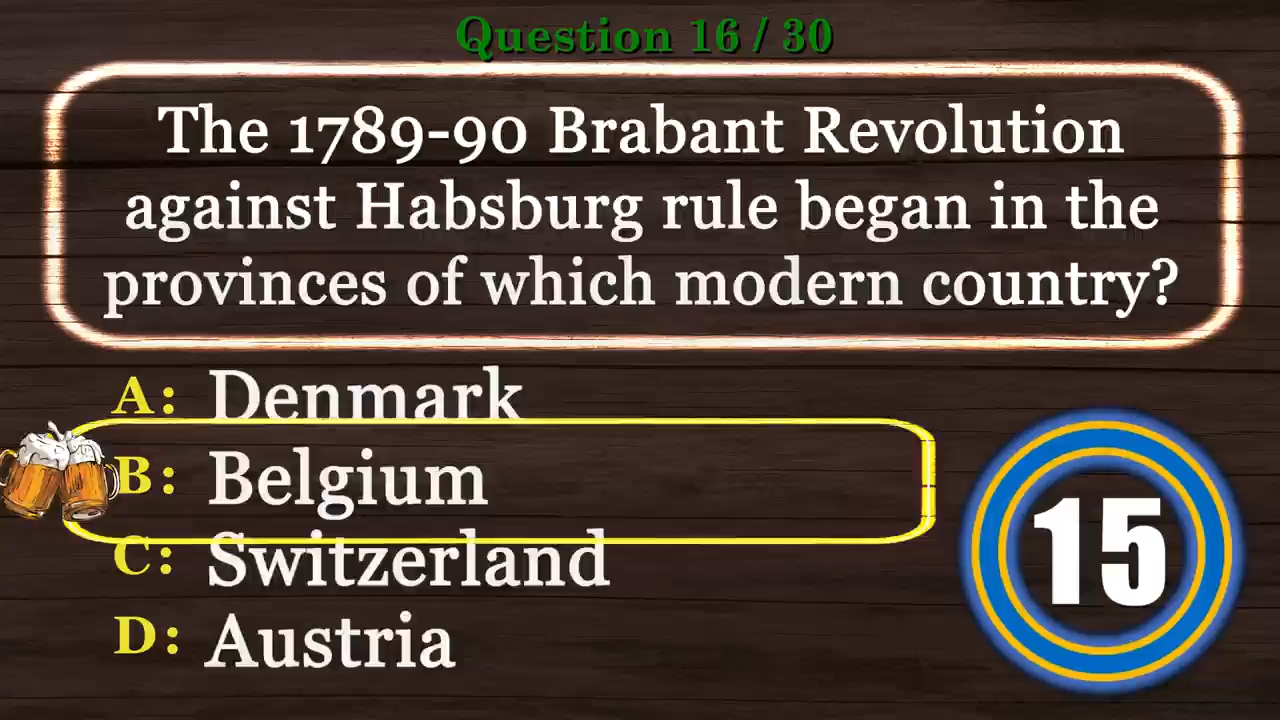 Question 16 / 30
The 1789-90 Brabant Revolution
against Habsburg rule began in the
provinces of which modern country?
A: Denmark
B: Belgium
C: Switzerland
D: Austria
15